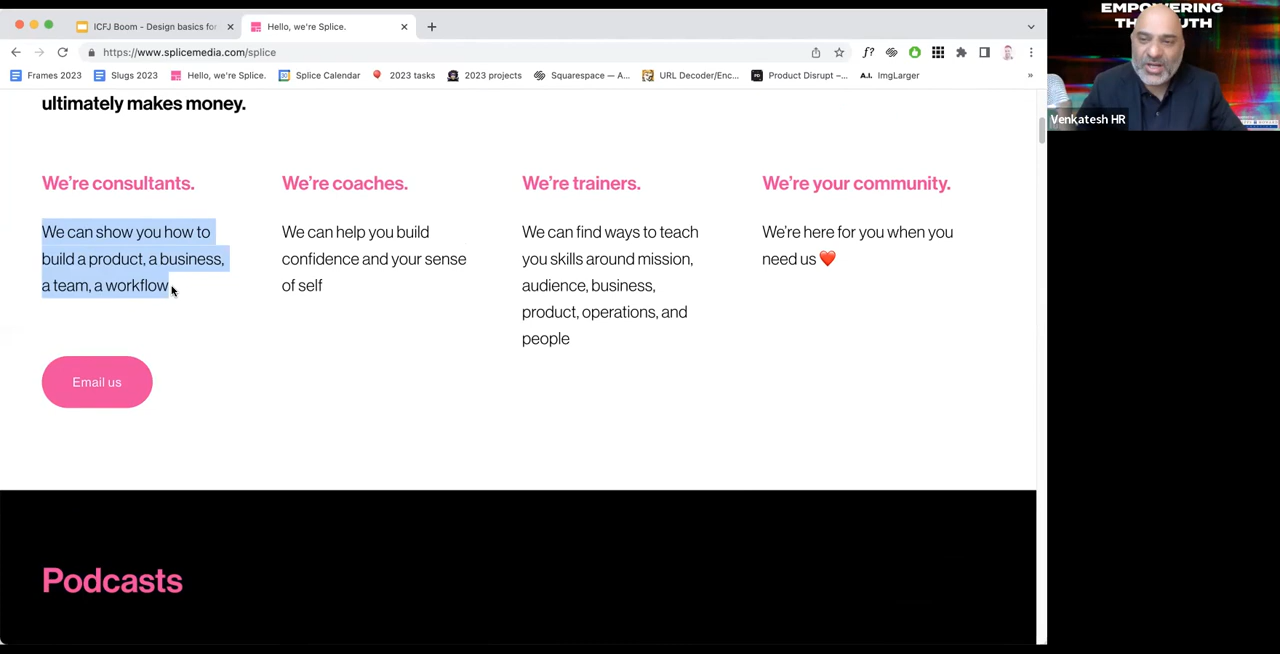 ICFJ Boom - Design basics for
Hello, we're Splice.
https://www.splicemedia.com/splice
Frames 2023
Slugs 2023
Hello, we're Splice.
Splice Calendar
2023 tasks
2023 projects
Squarespace — A...
URL Decoder/Enc...
Product Disrupt –...
A.I.
ImgLarger
»
ultimately makes money.
We're consultants.
We can show you how to
build a product, a business,
a team, a workflow
We're coaches.
We can help you build
confidence and your sense
of self
We're trainers.
We can find ways to teach
you skills around mission,
audience, business,
product, operations, and
people
We're your community.
We're here for you when you
need us ❤️
Email us
Podcasts
EMPOWERING
Venkatesh HR